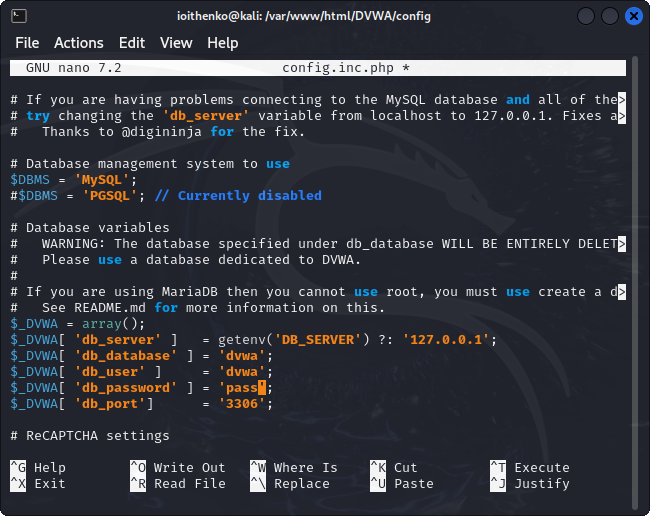 ioithenko@kali: /var/www/html/DVWA/config
File Actions Edit View Help
GNU nano 7.2 config.inc.php *
# If you are having problems connecting to the MySQL database and all of the>
# try changing the 'db_server' variable from localhost to 127.0.0.1. Fixes a>
#   Thanks to @digininja for the fix.
# Database management system to use
$DBMS = 'MySQL';
#$DBMS = 'PGSQL'; // Currently disabled
# Database variables
#   WARNING: The database specified under db_database WILL BE ENTIRELY DELET>
#   Please use a database dedicated to DVWA.
#
# If you are using MariaDB then you cannot use root, you must use create a d>
#   See README.md for more information on this.
$_DVWA = array();
$_DVWA[ 'db_server' ]   = getenv('DB_SERVER') ?: '127.0.0.1';
$_DVWA[ 'db_database' ] = 'dvwa';
$_DVWA[ 'db_user' ]     = 'dvwa';
$_DVWA[ 'db_password' ] = 'pass';
$_DVWA[ 'db_port']      = '3306';
# ReCAPTCHA settings
^G Help ^O Write Out ^W Where Is ^K Cut ^T Execute
^X Exit ^R Read File ^\ Replace ^U Paste ^J Justify